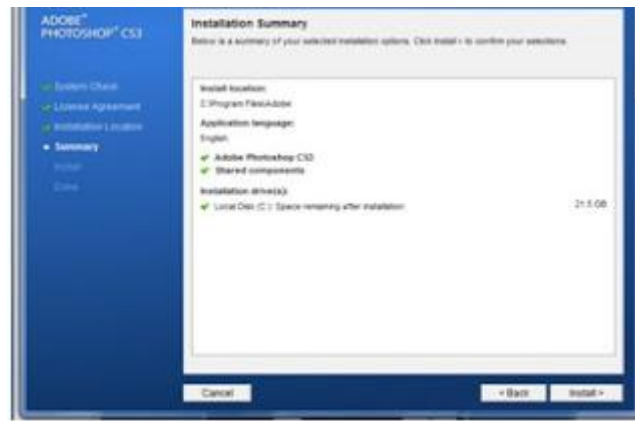 ADOBE®
PHOTOSHOP® CS3
System Check
License Agreement
Installation Location
Summary
Install
Installation Summary
Below is a summary of your selected installation options. Click Install > to confirm your selections.
Install location:
C:\Program Files\Adobe
Application language:
English
Adobe Photoshop CS3
Shared components
Installation drive(s):
Local Disk (C:): Space remaining after installation: 21.5 GB
Cancel
< Back
Install >